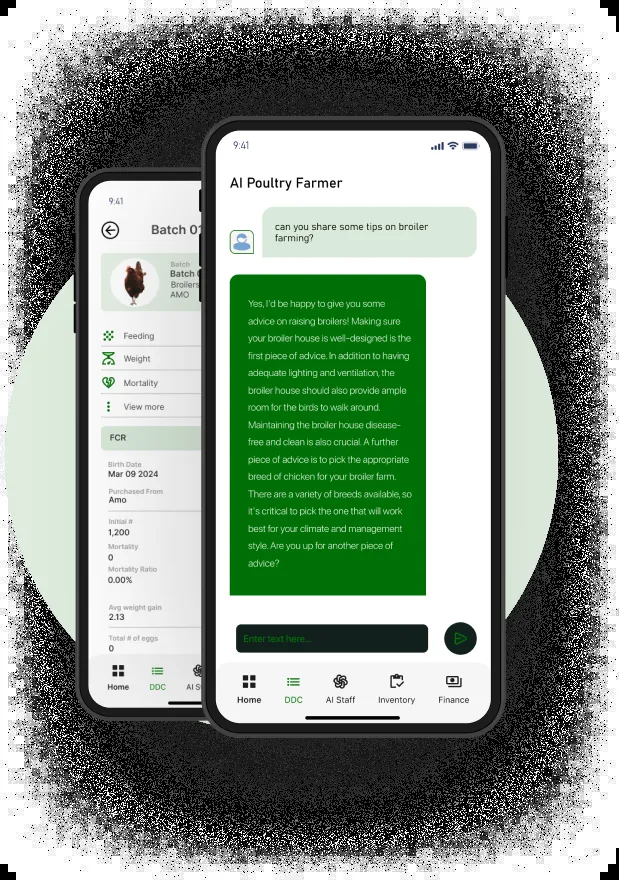 9:41
Batch 01
Batch
Batch
Broilers
AMO
Feeding
Weight
Mortality
View more
FCR
Birth Date
Mar 09 2024
Purchased From
Amo
Initial #
1,200
Mortality
0
Mortality Ratio
0.00%
Avg weight gain
2.13
Total # of eggs
0
Home
DDC
AI S
9:41
AI Poultry Farmer
can you share some tips on broiler
farming?
Yes, I'd be happy to give you some
advice on raising broilers! Making sure
your broiler house is well-designed is the
first piece of advice. In addition to having
adequate lighting and ventilation, the
broiler house should also provide ample
room for the birds to walk around.
Maintaining the broiler house disease-
free and clean is also crucial. A further
piece of advice is to pick the appropriate
breed of chicken for your broiler farm.
There are a variety of breeds available, so
it's critical to pick the one that will work
best for your climate and management
style. Are you up for another piece of
advice?
Enter text here...
Home
DDC
AI Staff
Inventory
Finance